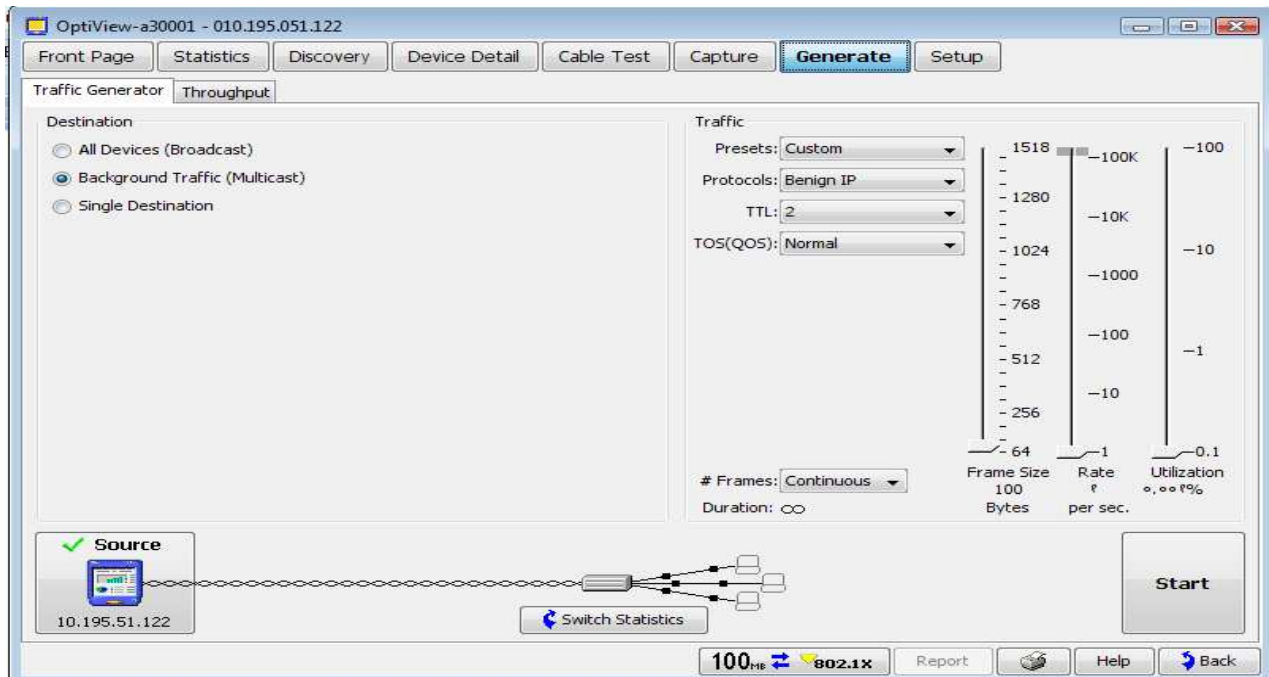 OptiView-a30001 - 010.195.051.122
Front Page Statistics Discovery Device Detail Cable Test Capture Generate Setup
Traffic Generator Throughput
Destination
All Devices (Broadcast)
Background Traffic (Multicast)
Single Destination
Traffic
Presets: Custom
Protocols: Benign IP
TTL: 2
TOS(QOS): Normal
# Frames: Continuous
Duration: ∞
1518
1280
1024
768
512
256
64
Frame Size
100
Bytes
100K
10K
1000
100
10
1
Rate
per sec.
100
10
1
0.1
Utilization
Source
10.195.51.122
Switch Statistics
Start
100MB 802.1X Report Help Back